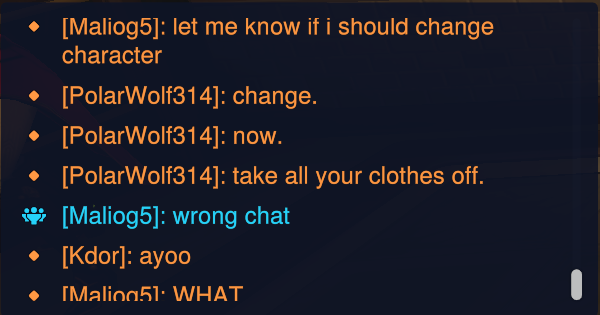 [Maliog5]: let me know if i should change
character
[PolarWolf314]: change.
[PolarWolf314]: now.
[PolarWolf314]: take all your clothes off.
[Maliog5]: wrong chat
[Kdor]: ayoo
[Maliog5]: WHAT